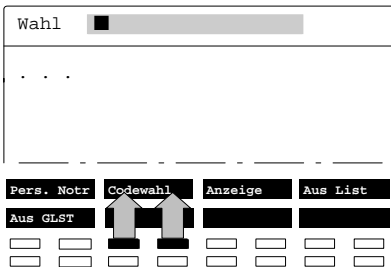 Wahl
. . .
Pers. Notr Codewahl Anzeige Aus List
Aus GLST